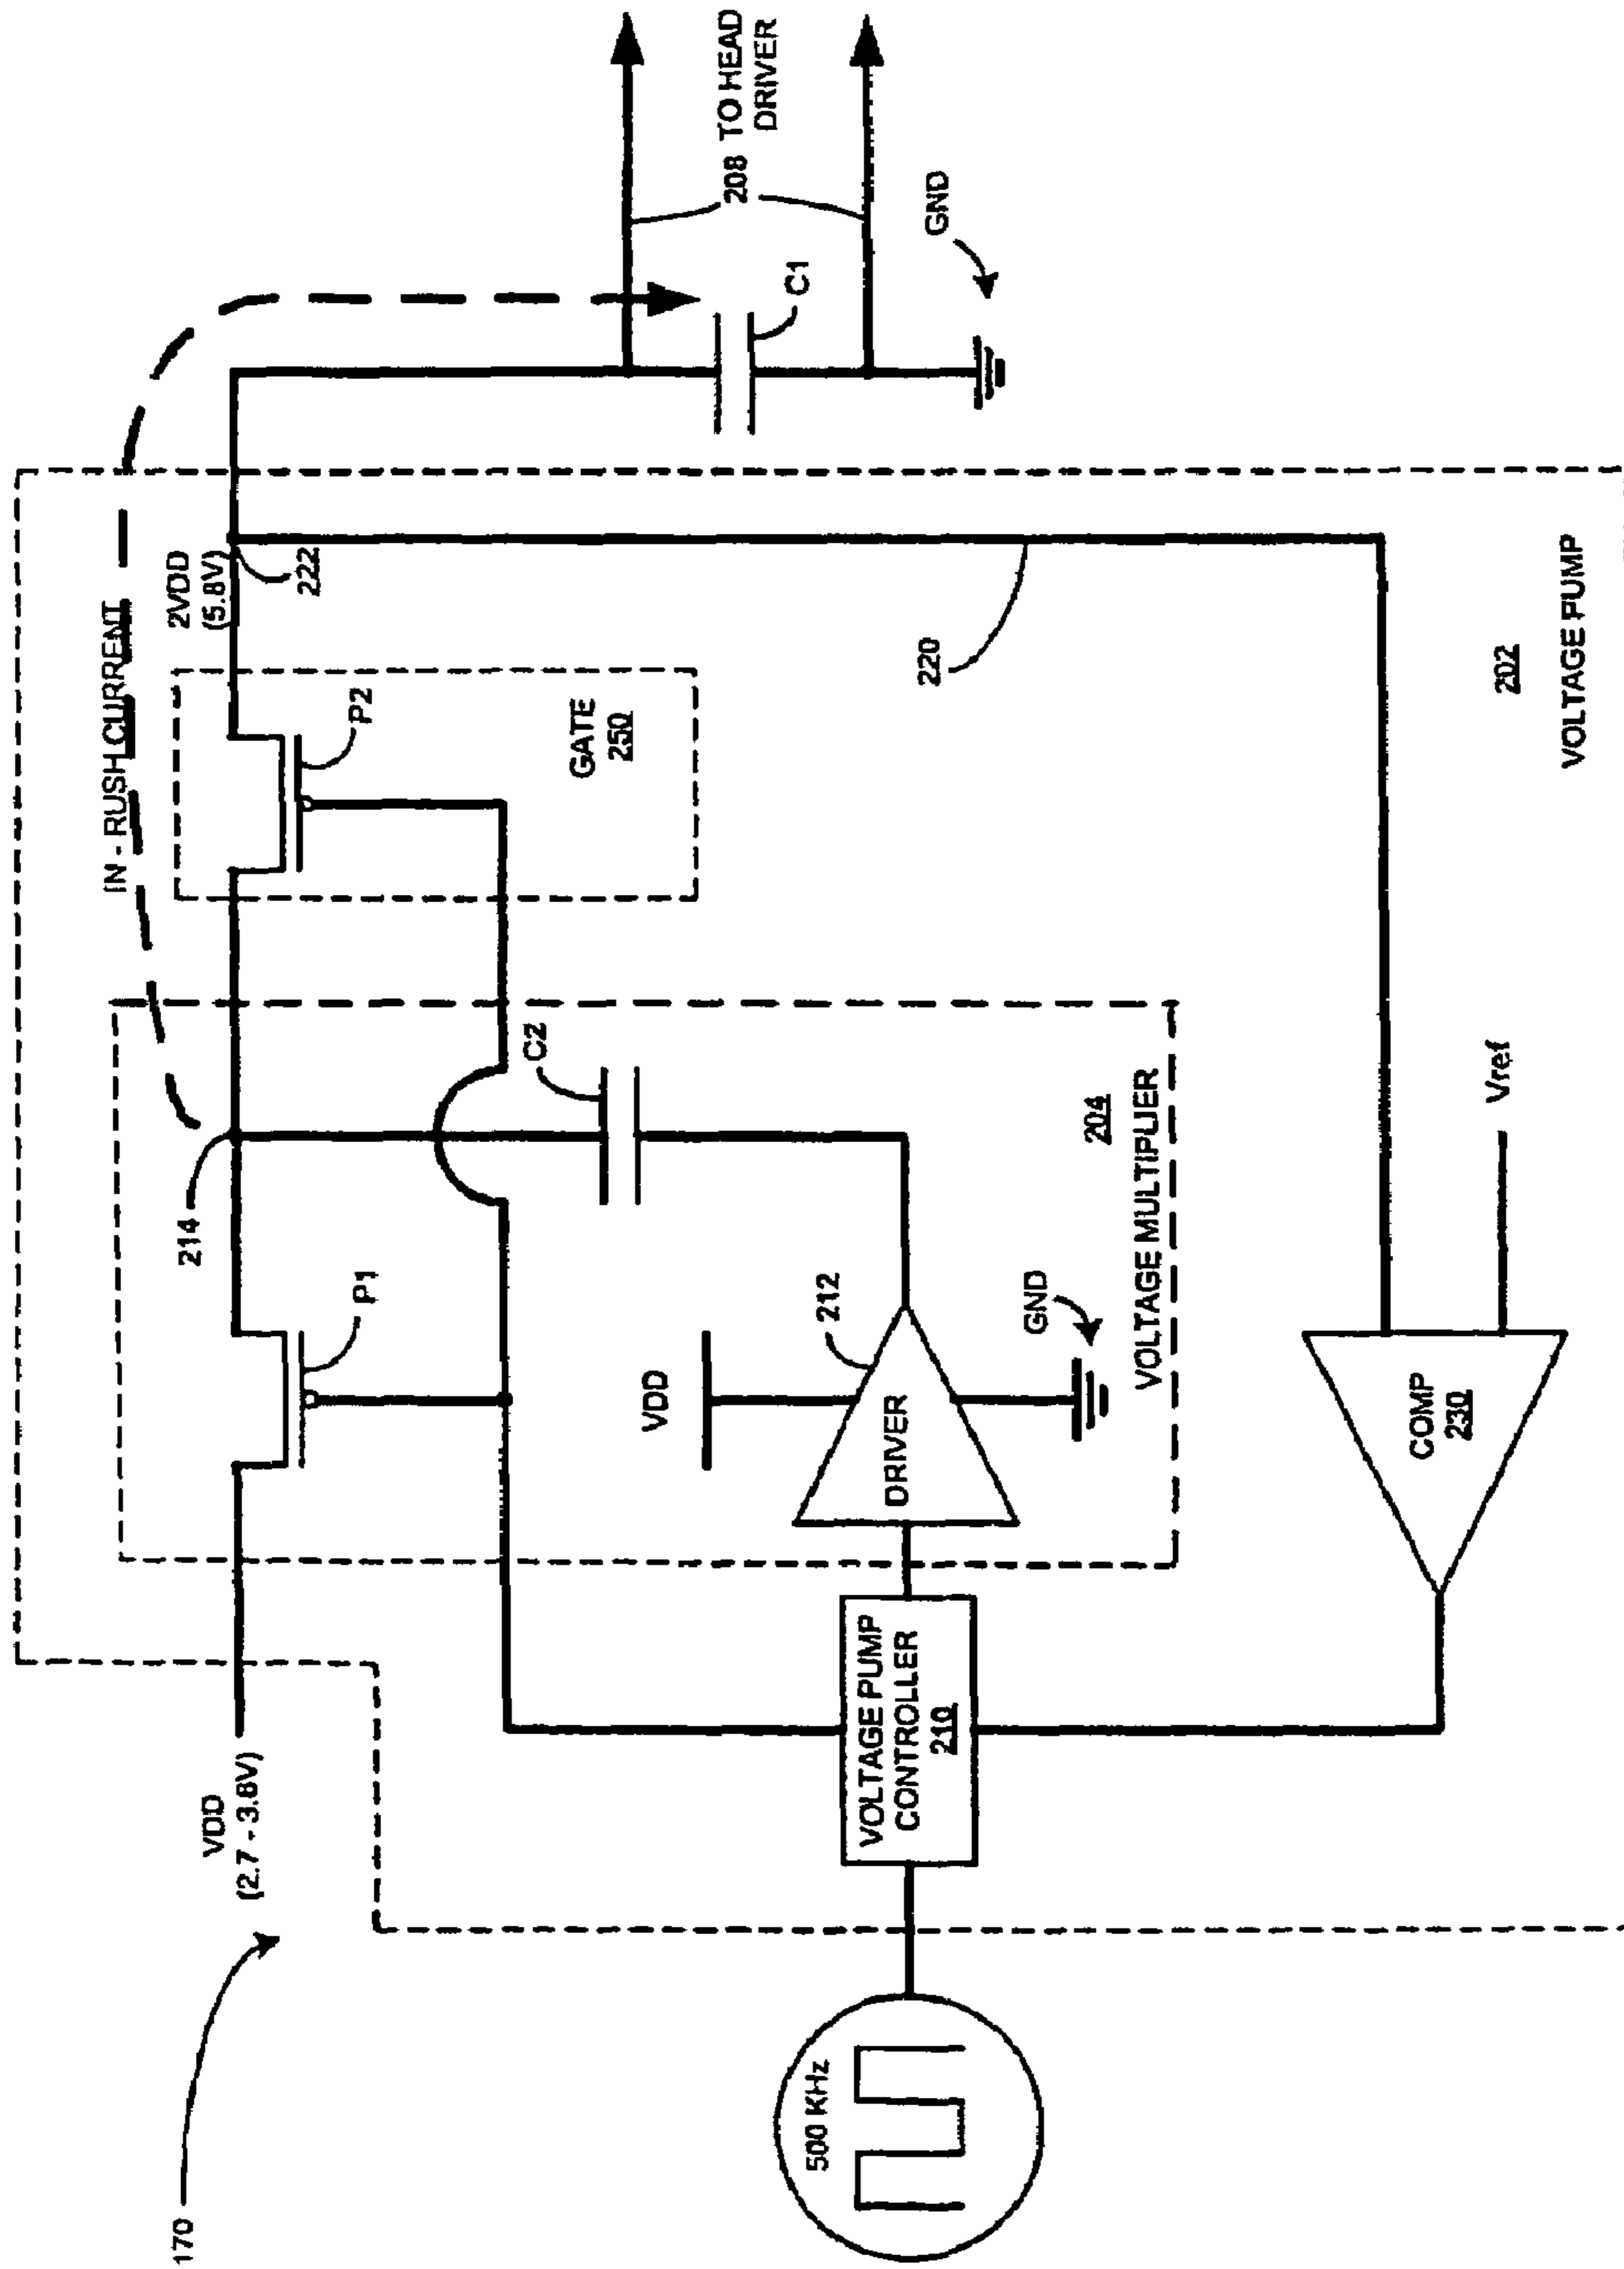 170
VDD
(2.7 - 3.8V)
IN - RUSH CURRENT
214
P1
P2
GATE
250
2VDD
(5.8V)
222
C2
VDD
212
DRIVER
GND
204
VOLTAGE MULTIPLIER
220
C1
208 TO HEAD
DRIVER
GND
500 KHz
VOLTAGE PUMP
CONTROLLER
210
COMP
230
Vref
202
VOLTAGE PUMP